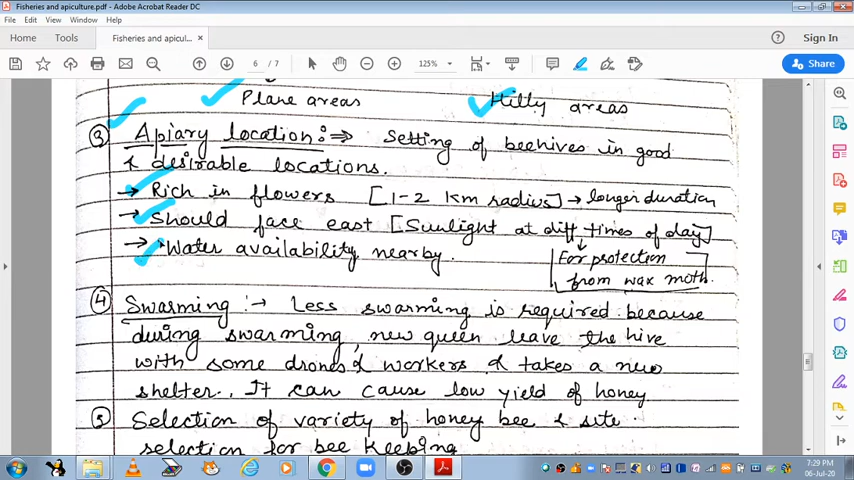 Fisheries and apiculture.pdf - Adobe Acrobat Reader DC
File Edit View Window Help
Home Tools Fisheries and apicul... × Sign In
6 / 7 125% Share
Plane areas Hilly areas
③ Apiary location :⇒ Setting of beehives in good
& desirable locations.
→ Rich in flowers [1-2 km radius] → longer duration
→ Should face east [Sunlight at diff times of day]
→ Water availability nearby.
For protection
from wax moth.
④ Swarming :→ Less swarming is required because
during swarming, new queen leave the hive
with some drones & workers & takes a new
shelter. It can cause low yield of honey
⑤ Selection of variety of honey bee & site
selection for bee keeping
7:29 PM
06-Jul-20